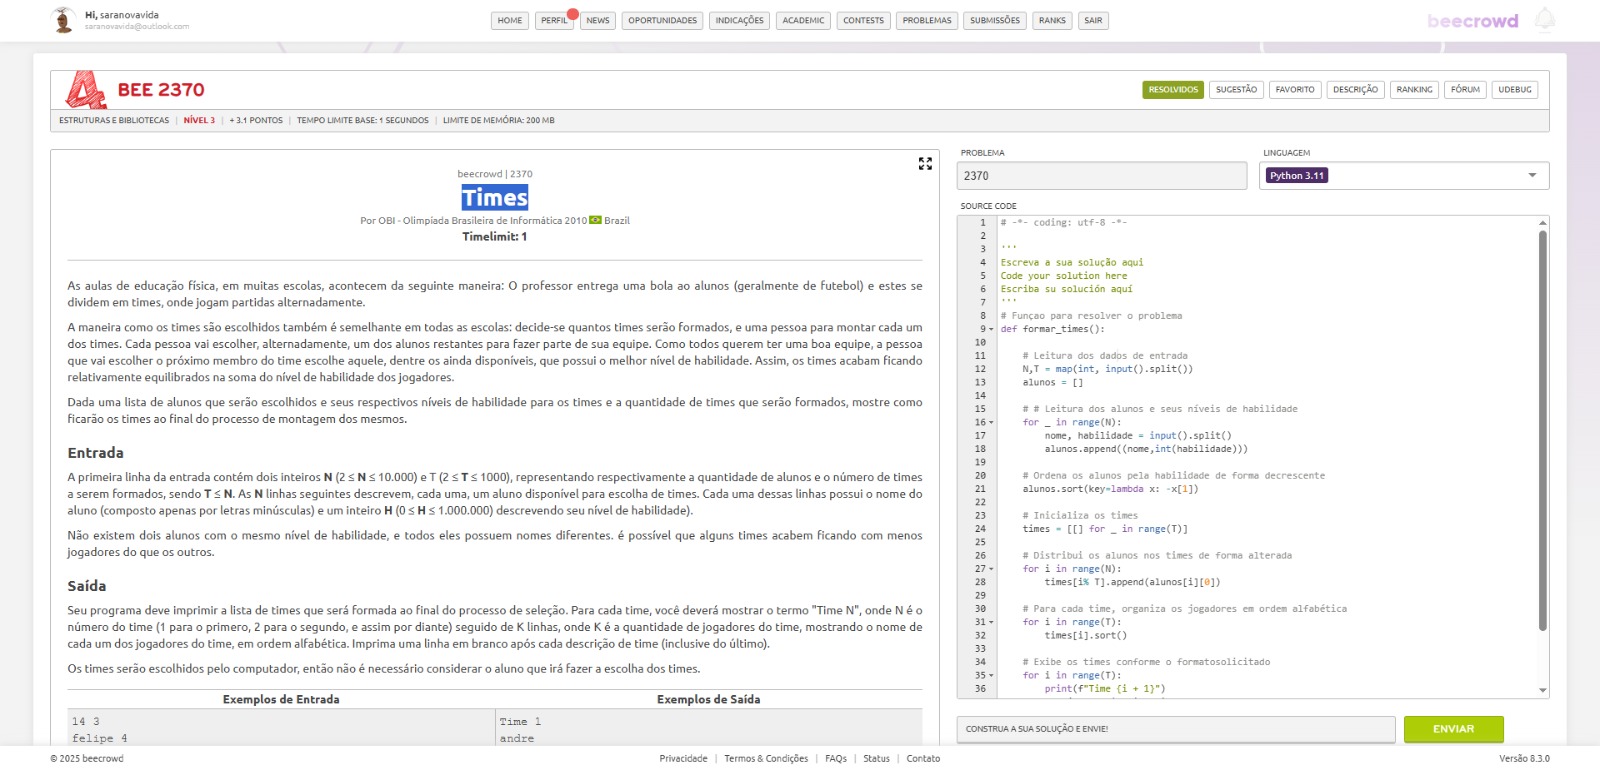 Hi, saranovavida
saranovavida@outlook.com
HOME PERFIL NEWS OPORTUNIDADES INDICAÇÕES ACADEMIC CONTESTS PROBLEMAS SUBMISSÕES RANKS SAIR
beecrowd
4 BEE 2370
RESOLVIDOS SUGESTÃO FAVORITO DESCRIÇÃO RANKING FÓRUM UDEBUG
ESTRUTURAS E BIBLIOTECAS | NÍVEL 3 | + 3.1 PONTOS | TEMPO LIMITE BASE: 1 SEGUNDOS | LIMITE DE MEMÓRIA: 200 MB
beecrowd | 2370
Times
Por OBI - Olimpíada Brasileira de Informática 2010 Brazil
Timelimit: 1
As aulas de educação física, em muitas escolas, acontecem da seguinte maneira: O professor entrega uma bola ao alunos (geralmente de futebol) e estes se
dividem em times, onde jogam partidas alternadamente.
A maneira como os times são escolhidos também é semelhante em todas as escolas: decide-se quantos times serão formados, e uma pessoa para montar cada um
dos times. Cada pessoa vai escolher, alternadamente, um dos alunos restantes para fazer parte de sua equipe. Como todos querem ter uma boa equipe, a pessoa
que vai escolher o próximo membro do time escolhe aquele, dentre os ainda disponíveis, que possui o melhor nível de habilidade. Assim, os times acabam ficando
relativamente equilibrados na soma do nível de habilidade dos jogadores.
Dada uma lista de alunos que serão escolhidos e seus respectivos níveis de habilidade para os times e a quantidade de times que serão formados, mostre como
ficarão os times ao final do processo de montagem dos mesmos.
Entrada
A primeira linha da entrada contém dois inteiros N (2 ≤ N ≤ 10.000) e T (2 ≤ T ≤ 1000), representando respectivamente a quantidade de alunos e o número de times
a serem formados, sendo T ≤ N. As N linhas seguintes descrevem, cada uma, um aluno disponível para escolha de times. Cada uma dessas linhas possui o nome do
aluno (composto apenas por letras minúsculas) e um inteiro H (0 ≤ H ≤ 1.000.000) descrevendo seu nível de habilidade).
Não existem dois alunos com o mesmo nível de habilidade, e todos eles possuem nomes diferentes. é possível que alguns times acabem ficando com menos
jogadores do que os outros.
Saída
Seu programa deve imprimir a lista de times que será formada ao final do processo de seleção. Para cada time, você deverá mostrar o termo "Time N", onde N é o
número do time (1 para o primero, 2 para o segundo, e assim por diante) seguido de K linhas, onde K é a quantidade de jogadores do time, mostrando o nome de
cada um dos jogadores do time, em ordem alfabética. Imprima uma linha em branco após cada descrição de time (inclusive do último).
Os times serão escolhidos pelo computador, então não é necessário considerar o aluno que irá fazer a escolha dos times.
Exemplos de Entrada Exemplos de Saída
14 3 Time 1
felipe 4 andre
PROBLEMA LINGUAGEM
2370 Python 3.11
SOURCE CODE
1 # -*- coding: utf-8 -*-
2
3 '''
4 Escreva a sua solução aqui
5 Code your solution here
6 Escriba su solución aquí
7 '''
8 # Funçao para resolver o problema
9 def formar_times():
10
11 # Leitura dos dados de entrada
12 N,T = map(int, input().split())
13 alunos = []
14
15 # # Leitura dos alunos e seus níveis de habilidade
16 for _ in range(N):
17 nome, habilidade = input().split()
18 alunos.append((nome,int(habilidade)))
19
20 # Ordena os alunos pela habilidade de forma decrescente
21 alunos.sort(key=lambda x: -x[1])
22
23 # Inicializa os times
24 times = [[] for _ in range(T)]
25
26 # Distribui os alunos nos times de forma alterada
27 for i in range(N):
28 times[i% T].append(alunos[i][0])
29
30 # Para cada time, organiza os jogadores em ordem alfabética
31 for i in range(T):
32 times[i].sort()
33
34 # Exibe os times conforme o formatosolicitado
35 for i in range(T):
36 print(f"Time {i + 1}")
CONSTRUA A SUA SOLUÇÃO E ENVIE! ENVIAR
© 2025 beecrowd Privacidade | Termos & Condições | FAQs | Status | Contato Versão 8.3.0